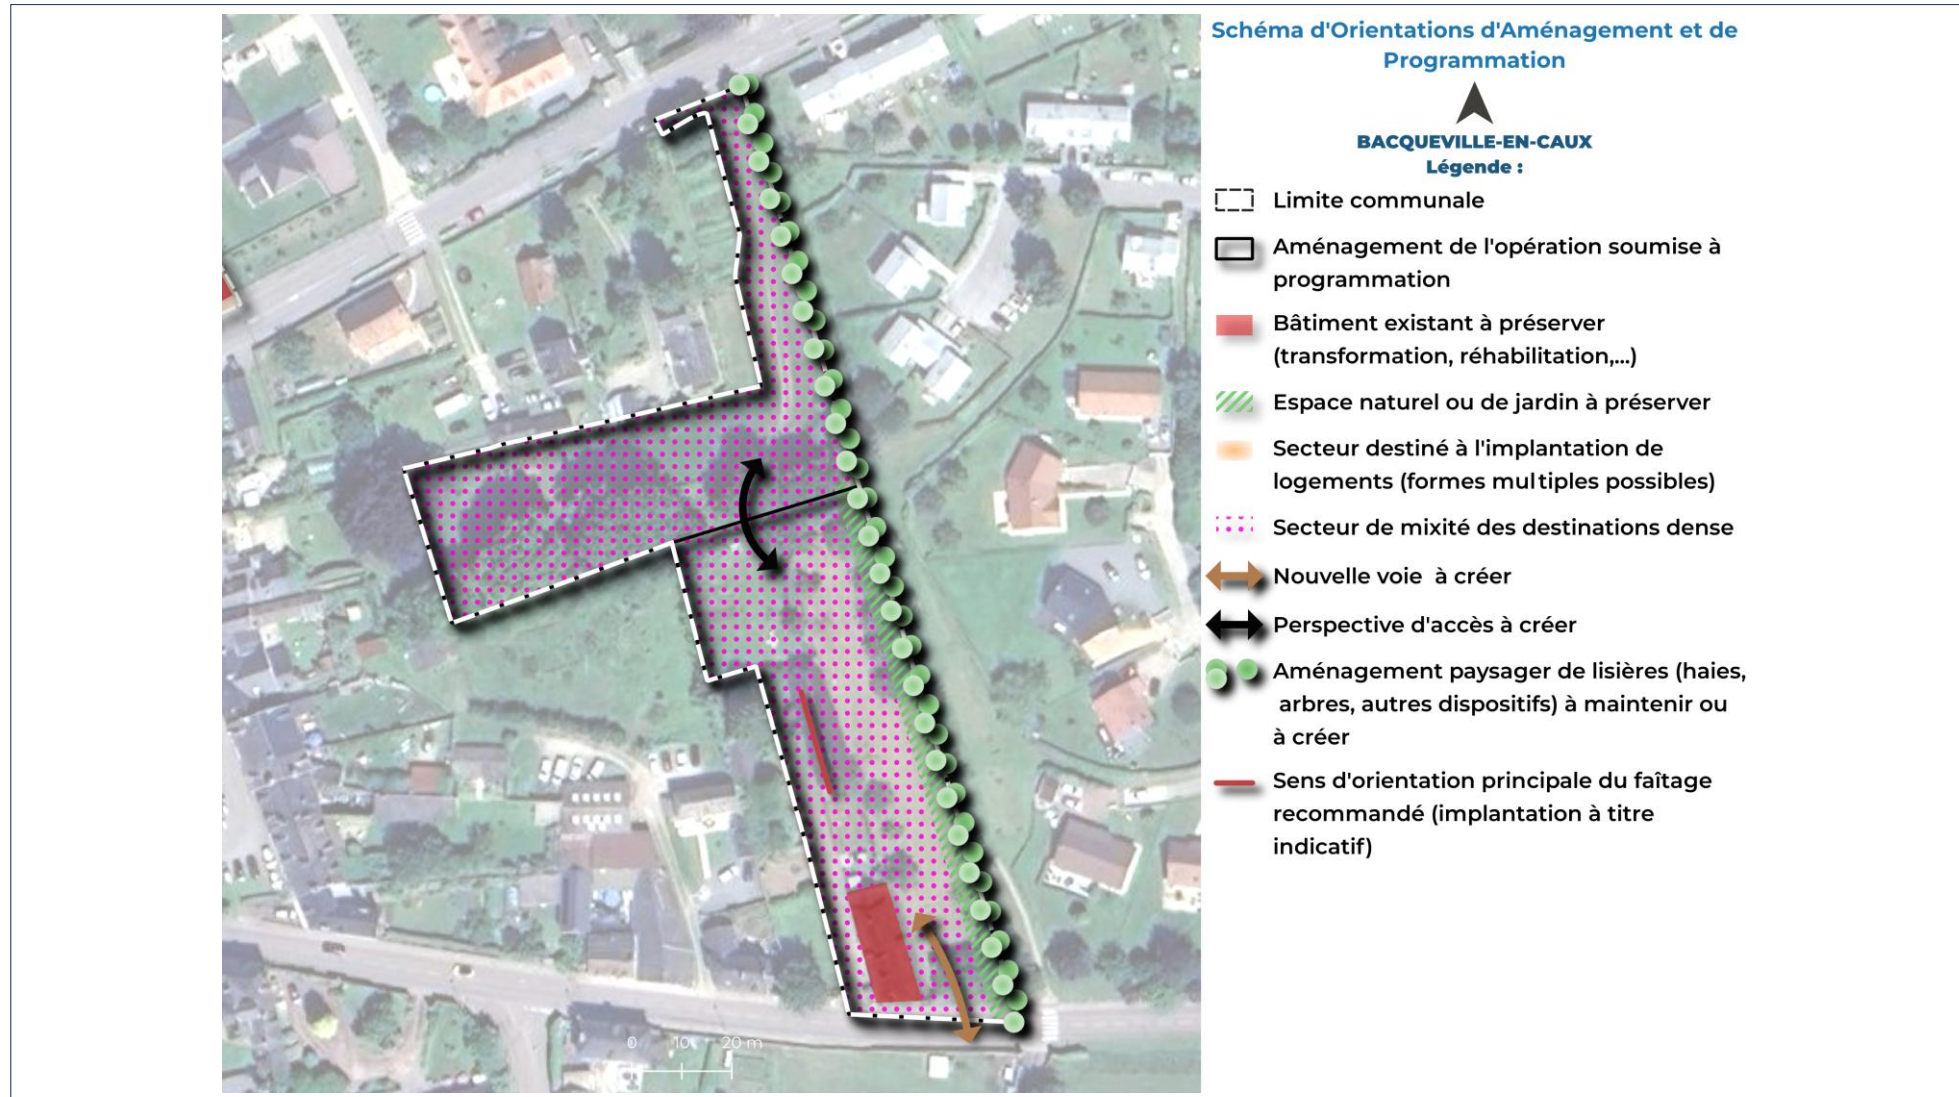 Schéma d'Orientations d'Aménagement et de
Programmation
BACQUEVILLE-EN-CAUX
Légende :
Limite communale
Aménagement de l'opération soumise à
programmation
Bâtiment existant à préserver
(transformation, réhabilitation,...)
Espace naturel ou de jardin à préserver
Secteur destiné à l'implantation de
logements (formes multiples possibles)
Secteur de mixité des destinations dense
Nouvelle voie à créer
Perspective d'accès à créer
Aménagement paysager de lisières (haies,
arbres, autres dispositifs) à maintenir ou
à créer
Sens d'orientation principale du faîtage
recommandé (implantation à titre
indicatif)
0 10 20 m